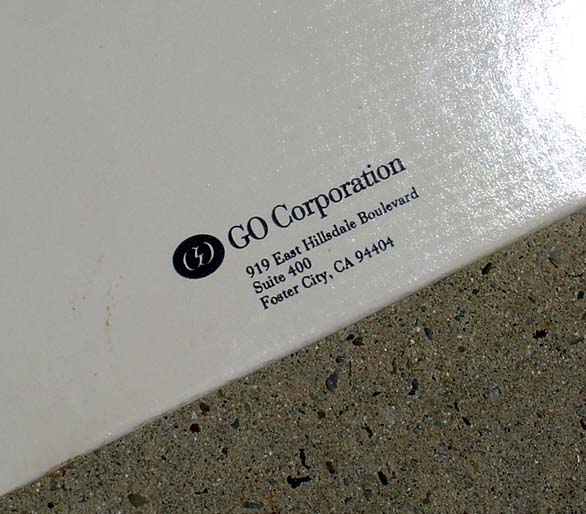 GO Corporation
919 East Hillsdale Boulevard
Suite 400
Foster City, CA 94404